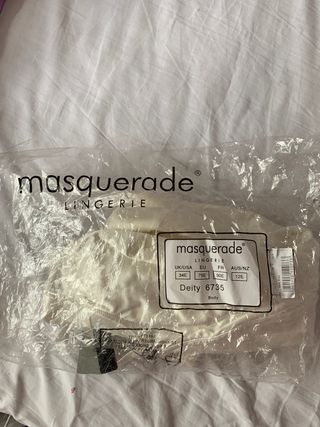 masquerade®
LINGERIE
masquerade®
LINGERIE
UK/USA EU FR AUS/NZ
34E 75E 90E 12E
Deity 6735
Body